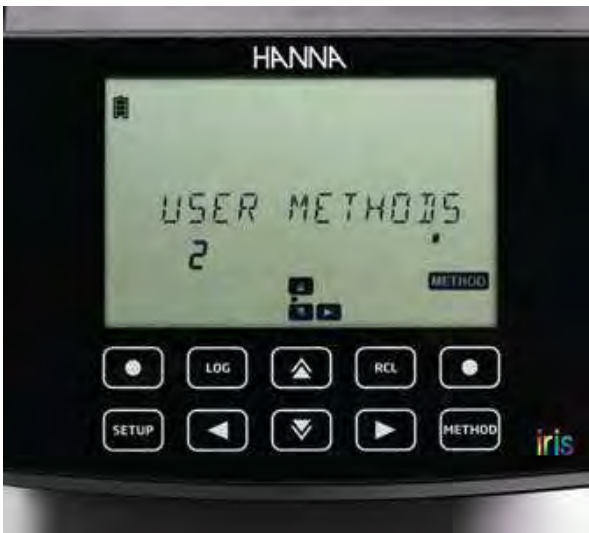 HANNA
USER METHODS
2
METHOD
LOG RCL
SETUP METHOD
iris